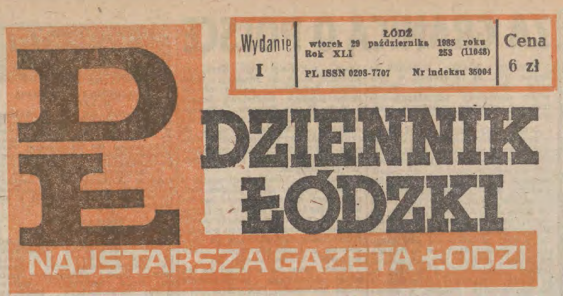 Wydanie
I
ŁÓDŹ
wtorek 29 października 1985 roku
Rok XLI 253 (11048)
PL ISSN 0208-7707 Nr indeksu 35004
Cena
6 zł
DŁ
DZIENNIK
ŁÓDZKI
NAJSTARSZA GAZETA ŁODZI